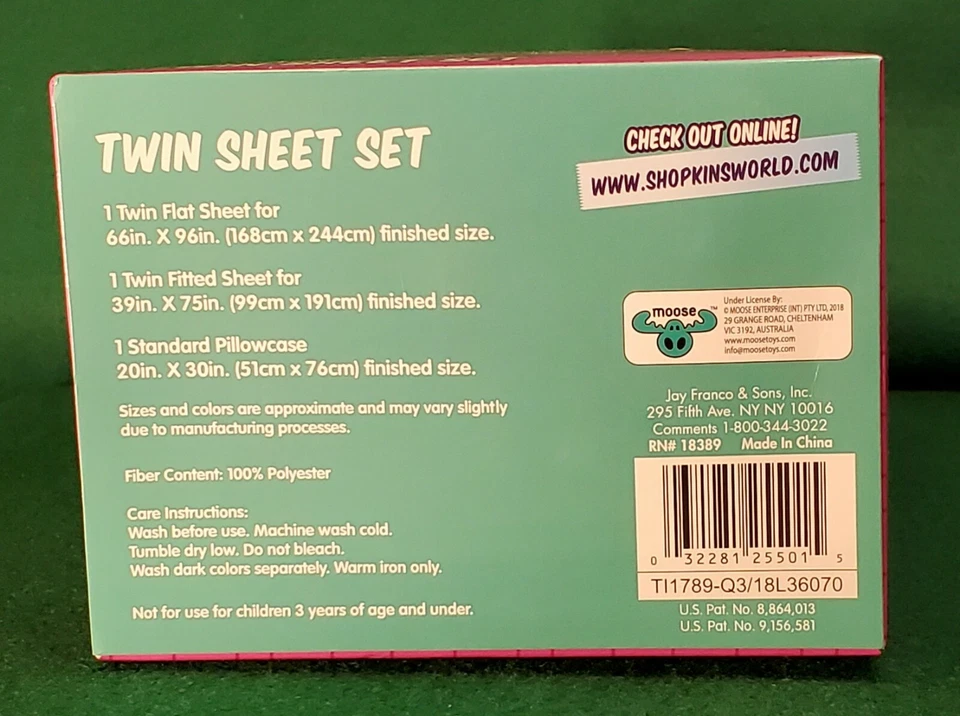 TWIN SHEET SET
1 Twin Flat Sheet for
66in. X 96in. (168cm x 244cm) finished size.
1 Twin Fitted Sheet for
39in. X 75in. (99cm x 191cm) finished size.
1 Standard Pillowcase
20in. X 30in. (51cm x 76cm) finished size.
Sizes and colors are approximate and may vary slightly
due to manufacturing processes.
Fiber Content: 100% Polyester
Care Instructions:
Wash before use. Machine wash cold.
Tumble dry low. Do not bleach.
Wash dark colors separately. Warm iron only.
Not for use for children 3 years of age and under.
CHECK OUT ONLINE!
WWW.SHOPKINSWORLD.COM
moose™
Under License By:
© MOOSE ENTERPRISE (INT) PTY LTD, 2018
29 GRANGE ROAD, CHELTENHAM
VIC 3192, AUSTRALIA
www.moosetoys.com
info@moosetoys.com
Jay Franco & Sons, Inc.
295 Fifth Ave. NY NY 10016
Comments 1-800-344-3022
RN# 18389 Made In China
0 32281 25501 5
TI1789-Q3/18L36070
U.S. Pat. No. 8,864,013
U.S. Pat. No. 9,156,581